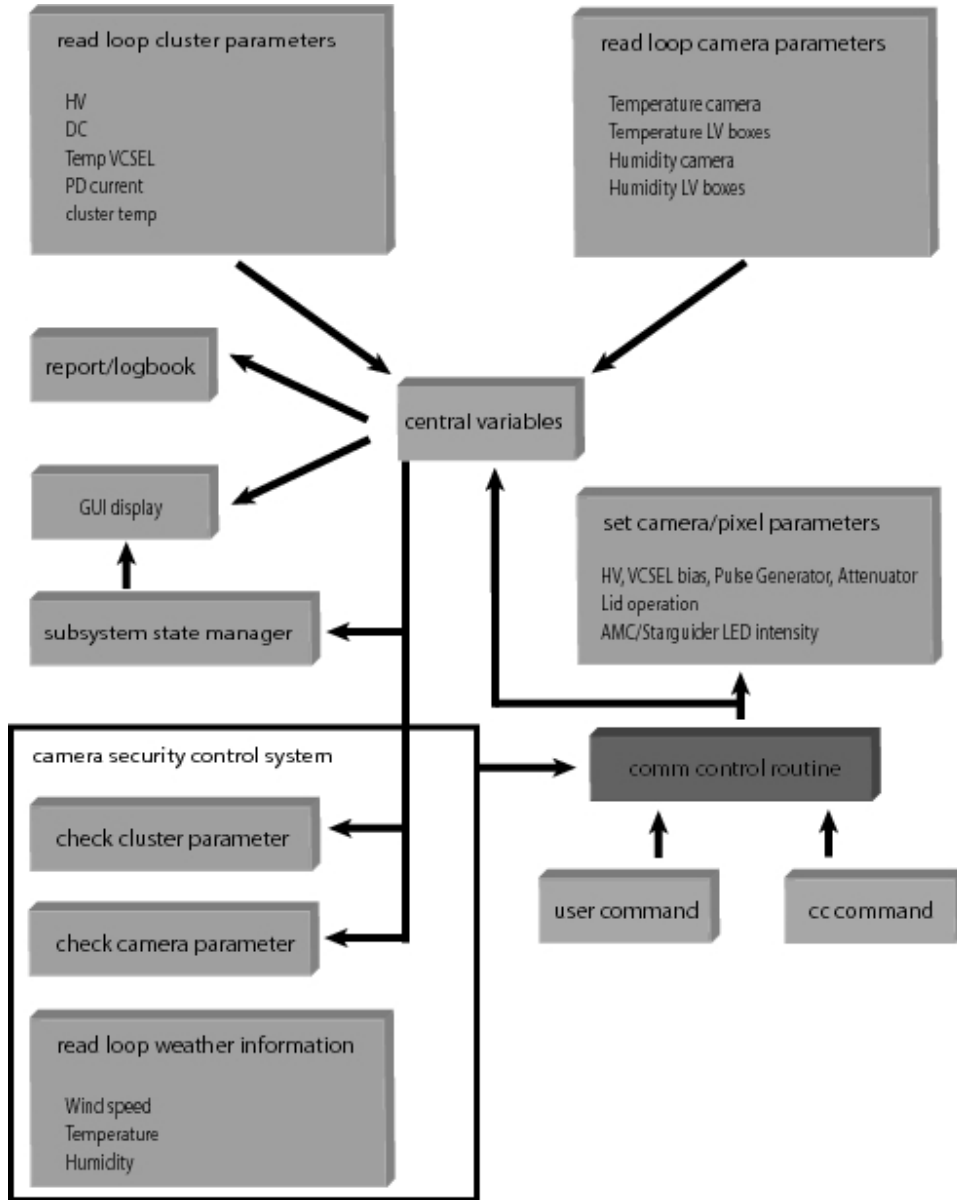 read loop cluster parameters
HV
DC
Temp VCSEL
PD current
cluster temp
read loop camera parameters
Temperature camera
Temperature LV boxes
Humidity camera
Humidity LV boxes
report/logbook
central variables
GUI display
set camera/pixel parameters
HV, VCSEL bias, Pulse Generator, Attenuator
Lid operation
AMC/Starguider LED intensity
subsystem state manager
camera security control system
comm control routine
check cluster parameter
user command
cc command
check camera parameter
read loop weather information
Wind speed
Temperature
Humidity